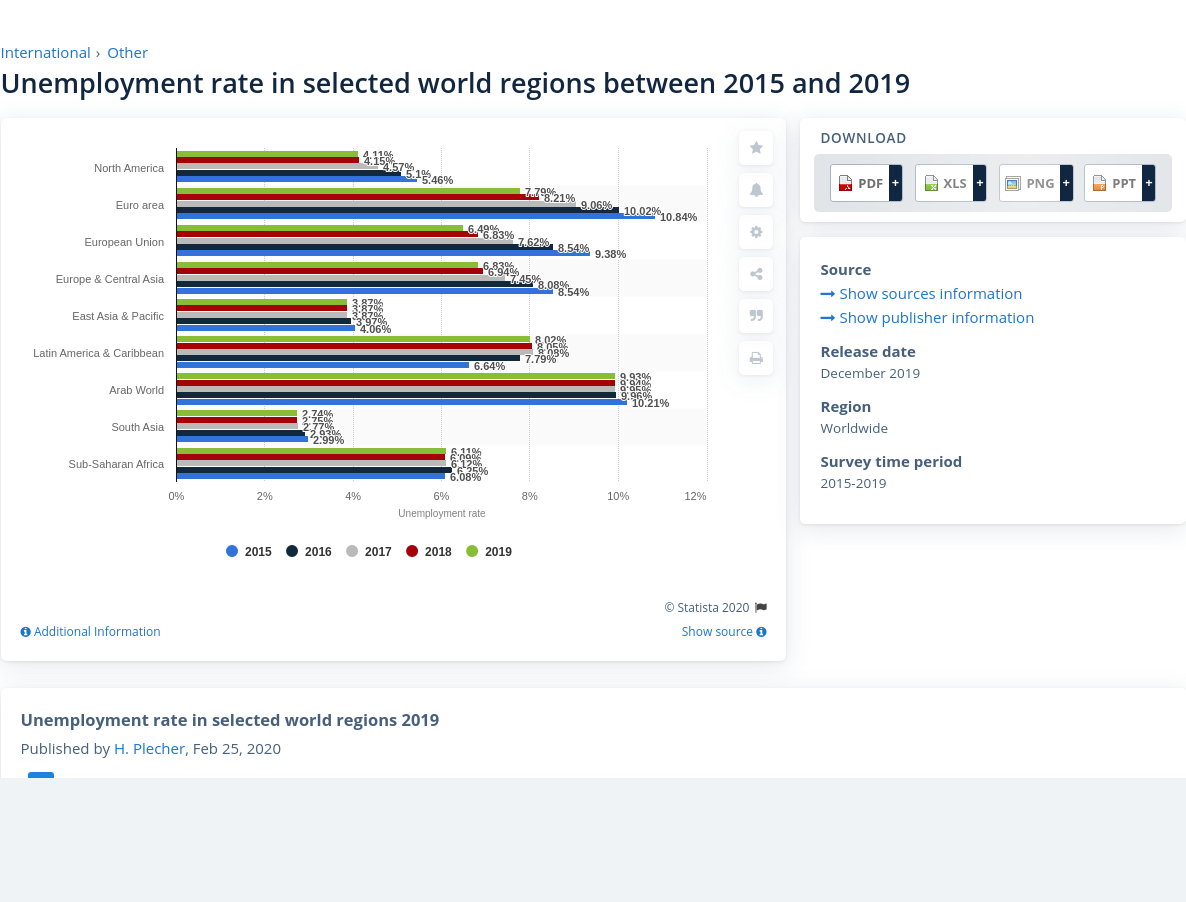 International › Other
Unemployment rate in selected world regions between 2015 and 2019
North America
4.11%
4.15%
4.57%
5.1%
5.46%
Euro area
7.79%
8.21%
9.06%
10.02%
10.84%
European Union
6.49%
6.83%
7.62%
8.54%
9.38%
Europe & Central Asia
6.83%
6.94%
7.45%
8.08%
8.54%
East Asia & Pacific
3.87%
3.87%
3.87%
3.97%
4.06%
Latin America & Caribbean
8.02%
8.05%
8.08%
7.79%
6.64%
Arab World
9.93%
9.94%
9.95%
9.96%
10.21%
South Asia
2.74%
2.75%
2.77%
2.93%
2.99%
Sub-Saharan Africa
6.11%
6.09%
6.12%
6.25%
6.08%
0% 2% 4% 6% 8% 10% 12%
Unemployment rate
2015 2016 2017 2018 2019
© Statista 2020
Additional Information
Show source
DOWNLOAD
PDF + XLS + PNG + PPT +
Source
Show sources information
Show publisher information
Release date
December 2019
Region
Worldwide
Survey time period
2015-2019
Unemployment rate in selected world regions 2019
Published by H. Plecher, Feb 25, 2020